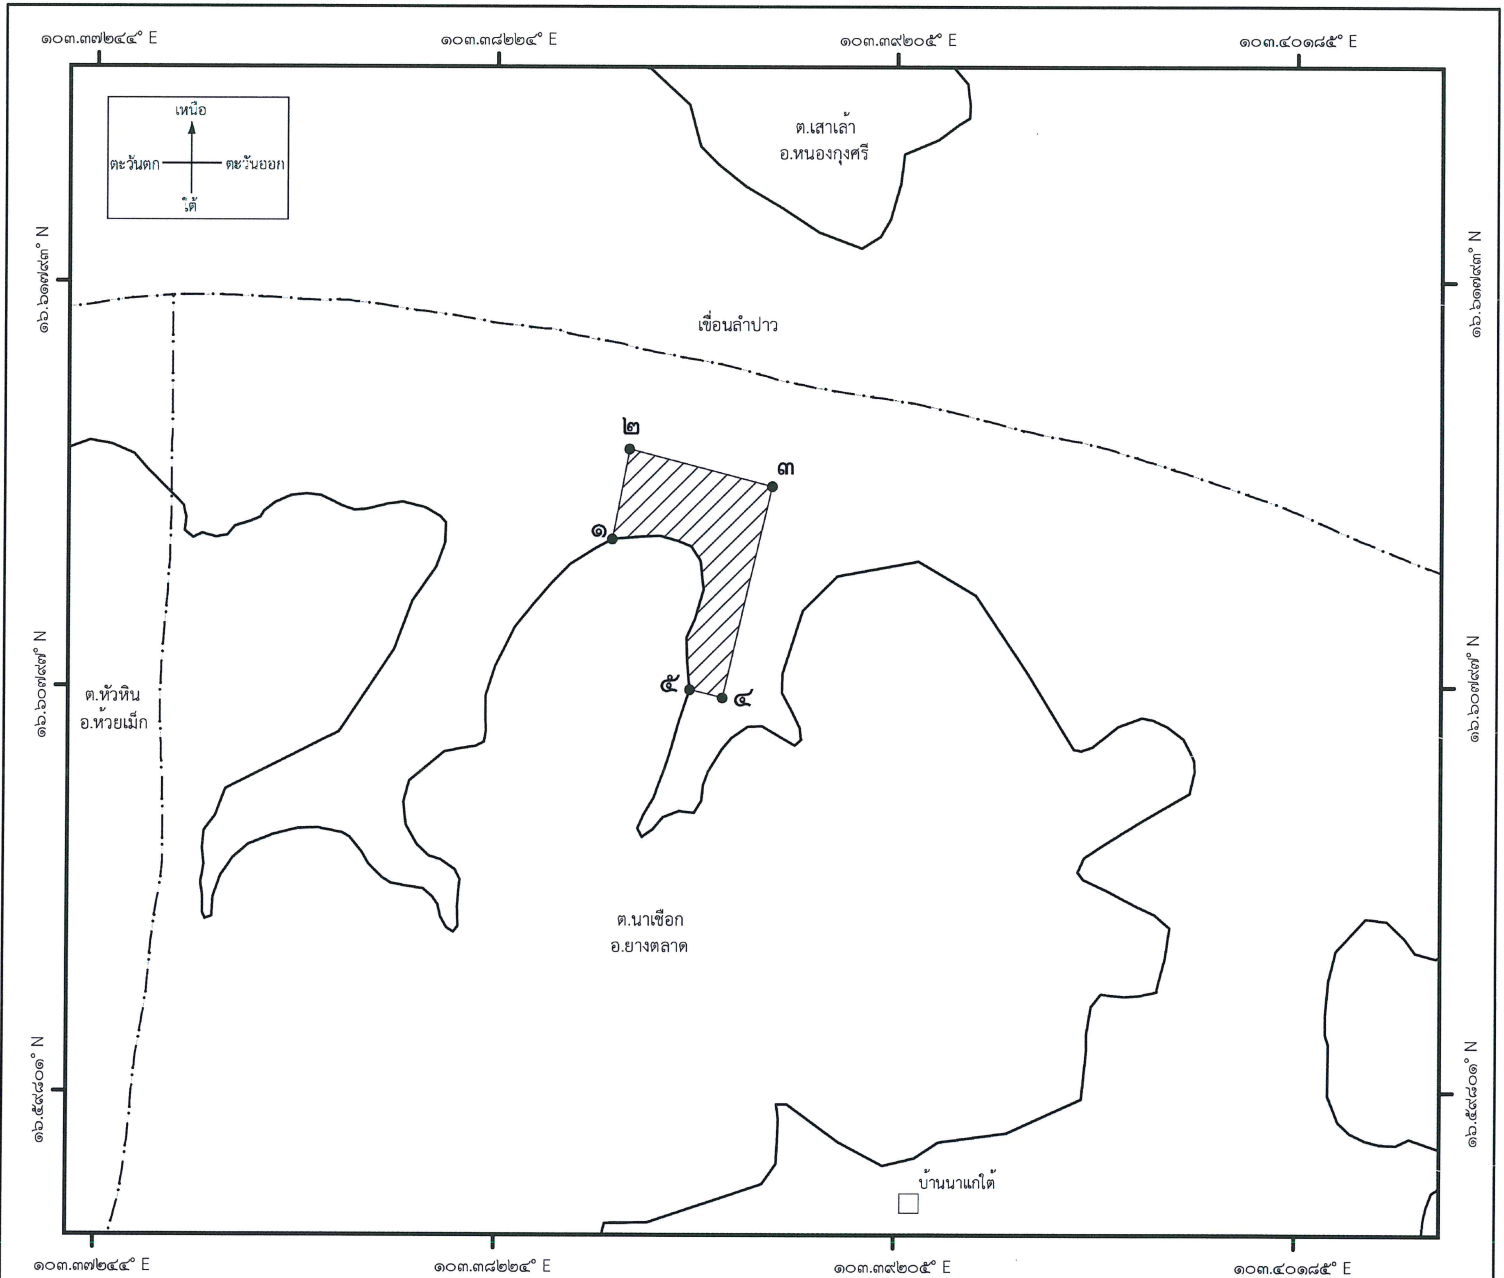 ๑๐๓.๓๗๒๔๔° E
๑๐๓.๓๘๒๒๔° E
๑๐๓.๓๙๒๐๕° E
๑๐๓.๔๐๑๘๕° E
เหนือ
ตะวันตก
ตะวันออก
ใต้
ต.เสาเล้า
อ.หนองกุงศรี
๑๖.๖๑๗๙๓° N
๑๖.๖๑๗๙๓° N
เขื่อนลำปาว
๒
๓
๑
๑๖.๖๐๗๙๗° N
๑๖.๖๐๗๙๗° N
ต.หัวหิน
อ.ห้วยเม็ก
๕
๔
ต.นาเชือก
อ.ยางตลาด
๑๖.๕๙๘๐๑° N
๑๖.๕๙๘๐๑° N
บ้านนาแกใต้
๑๐๓.๓๗๒๔๔° E
๑๐๓.๓๘๒๒๔° E
๑๐๓.๓๙๒๐๕° E
๑๐๓.๔๐๑๘๕° E